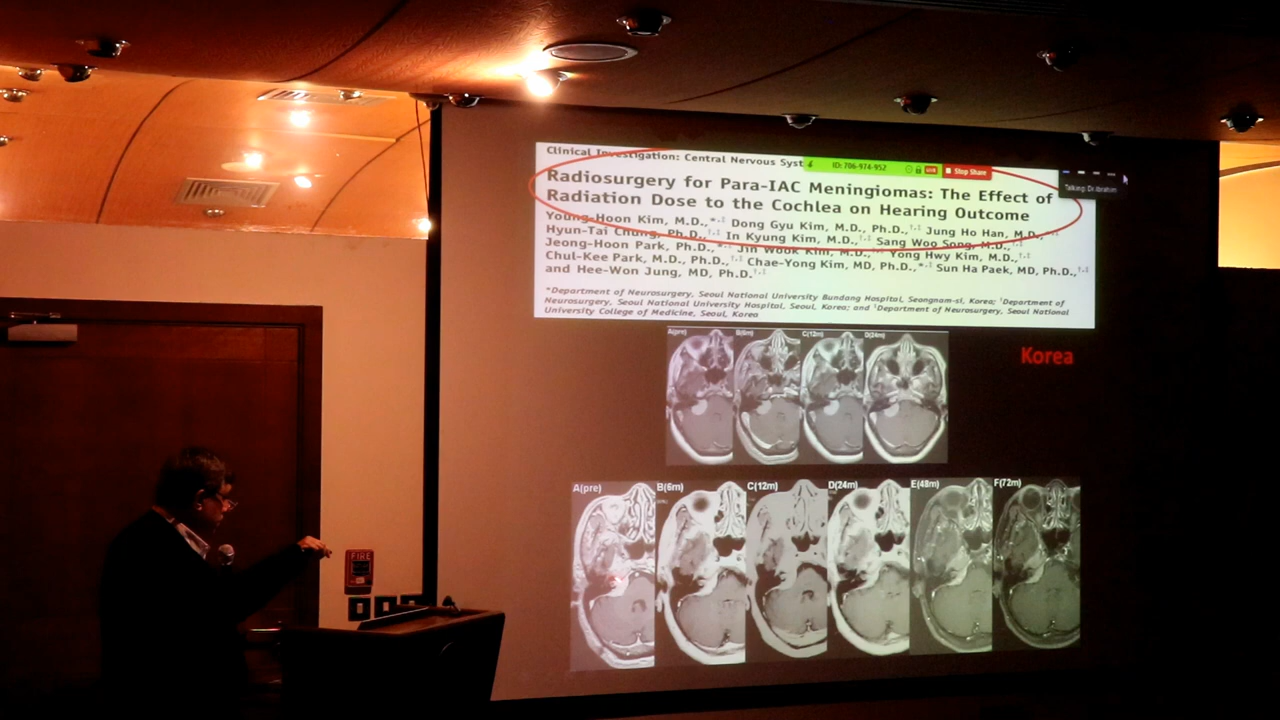 Clinical Investigation: Central Nervous Syst
ID: 706-974-952
Stop Share
Talking: Dr.ibrahim
Radiosurgery for Para-IAC Meningiomas: The Effect of
Radiation Dose to the Cochlea on Hearing Outcome
Young-Hoon Kim, M.D.,*,‡ Dong Gyu Kim, M.D., Ph.D.,†,‡ Jung Ho Han, M.D.,
Hyun-Tai Chung, Ph.D.,†,‡ In Kyung Kim, M.D.,†,‡ Sang Woo Song, M.D.,†,‡
Jeong-Hoon Park, Ph.D.,*,‡ Jin Wook Kim, M.D.,†,‡ Yong Hwy Kim, M.D.,†,‡
Chul-Kee Park, M.D., Ph.D.,†,‡ Chae-Yong Kim, MD, Ph.D.,*,‡ Sun Ha Paek, MD, Ph.D.,†,‡
and Hee-Won Jung, MD, Ph.D.†,‡
*Department of Neurosurgery, Seoul National University Bundang Hospital, Seongnam-si, Korea; †Department of
Neurosurgery, Seoul National University Hospital, Seoul, Korea; and ‡Department of Neurosurgery, Seoul National
University College of Medicine, Seoul, Korea
A(pre) B(6m) C(12m) D(24m)
Korea
A(pre) B(6m) C(12m) D(24m) E(48m) F(72m)
FIRE